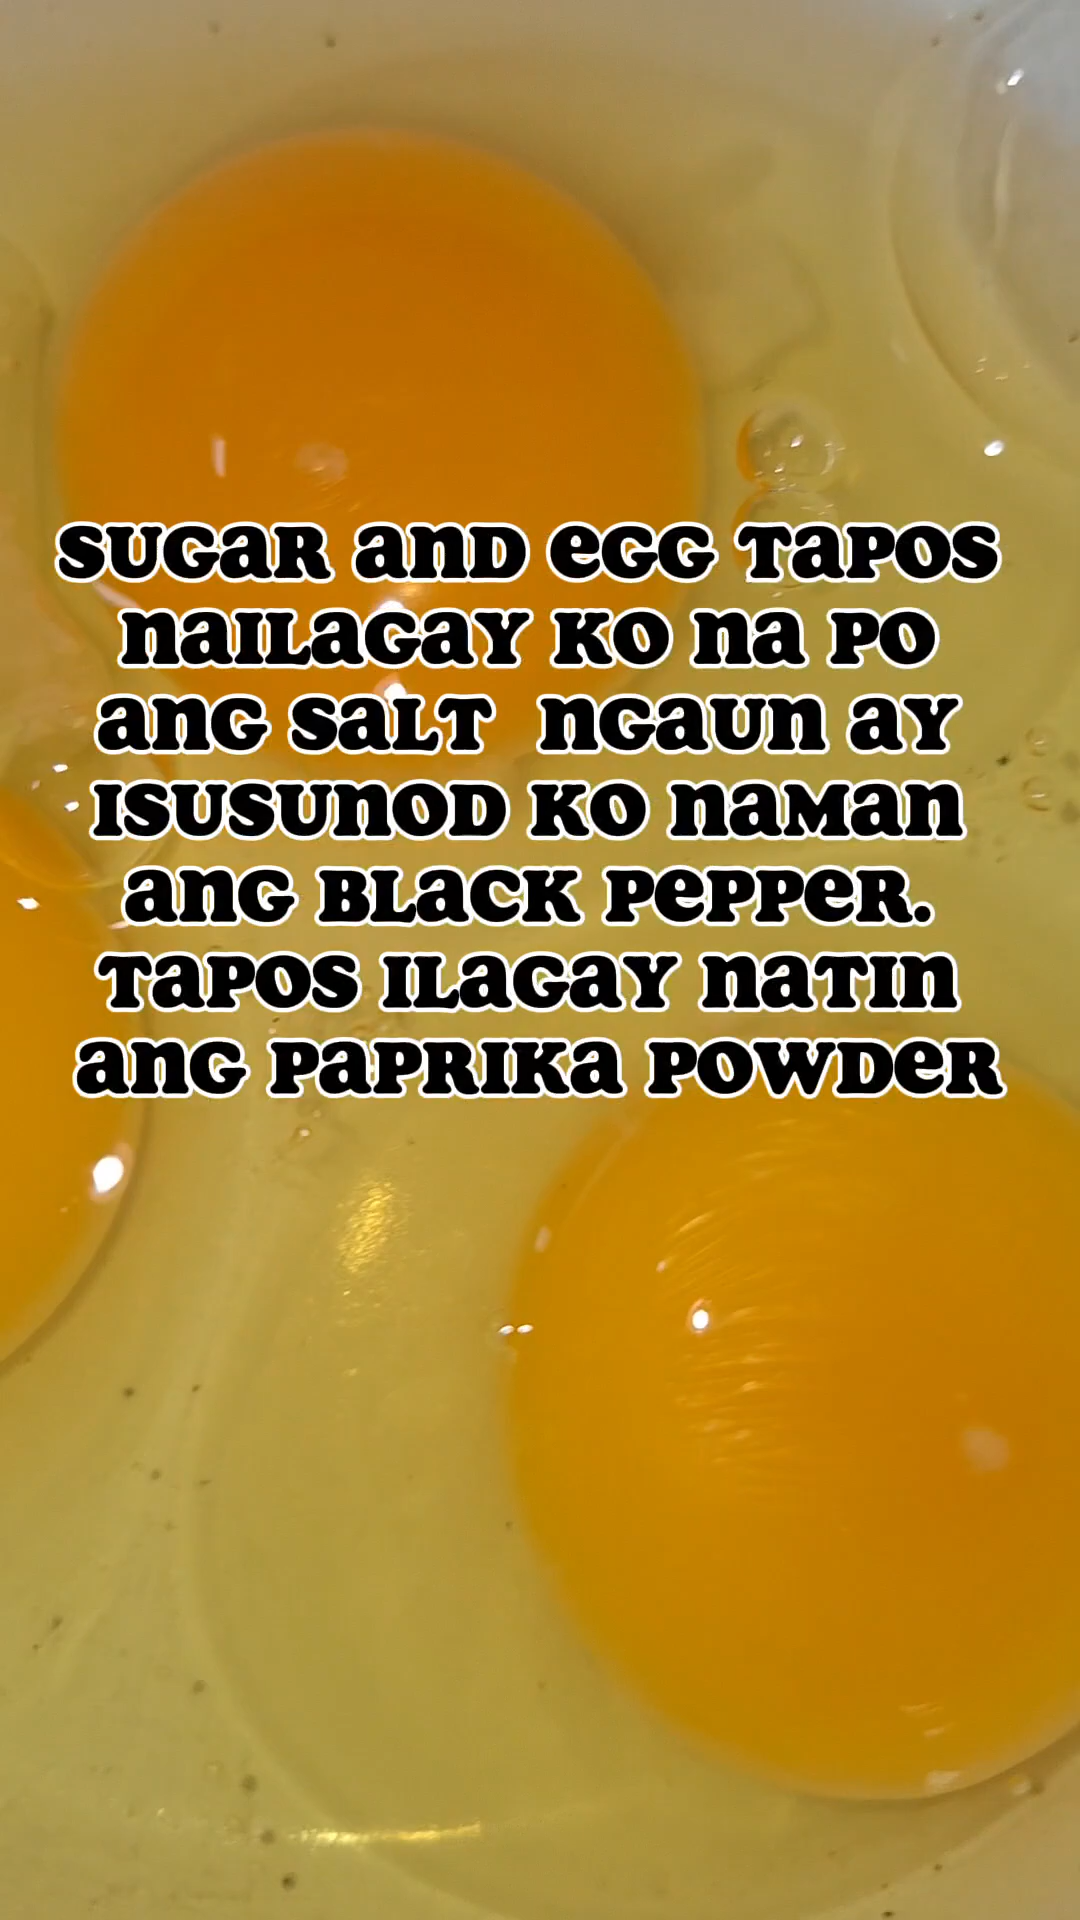 SUGAR AND EGG TAPOS
NAILAGAY KO NA PO
ANG SALT NGAUN AY
ISUSUNOD KO NAMAN
ANG BLACK PEPPER.
TAPOS ILAGAY NATIN
ANG PAPRIKA POWDER